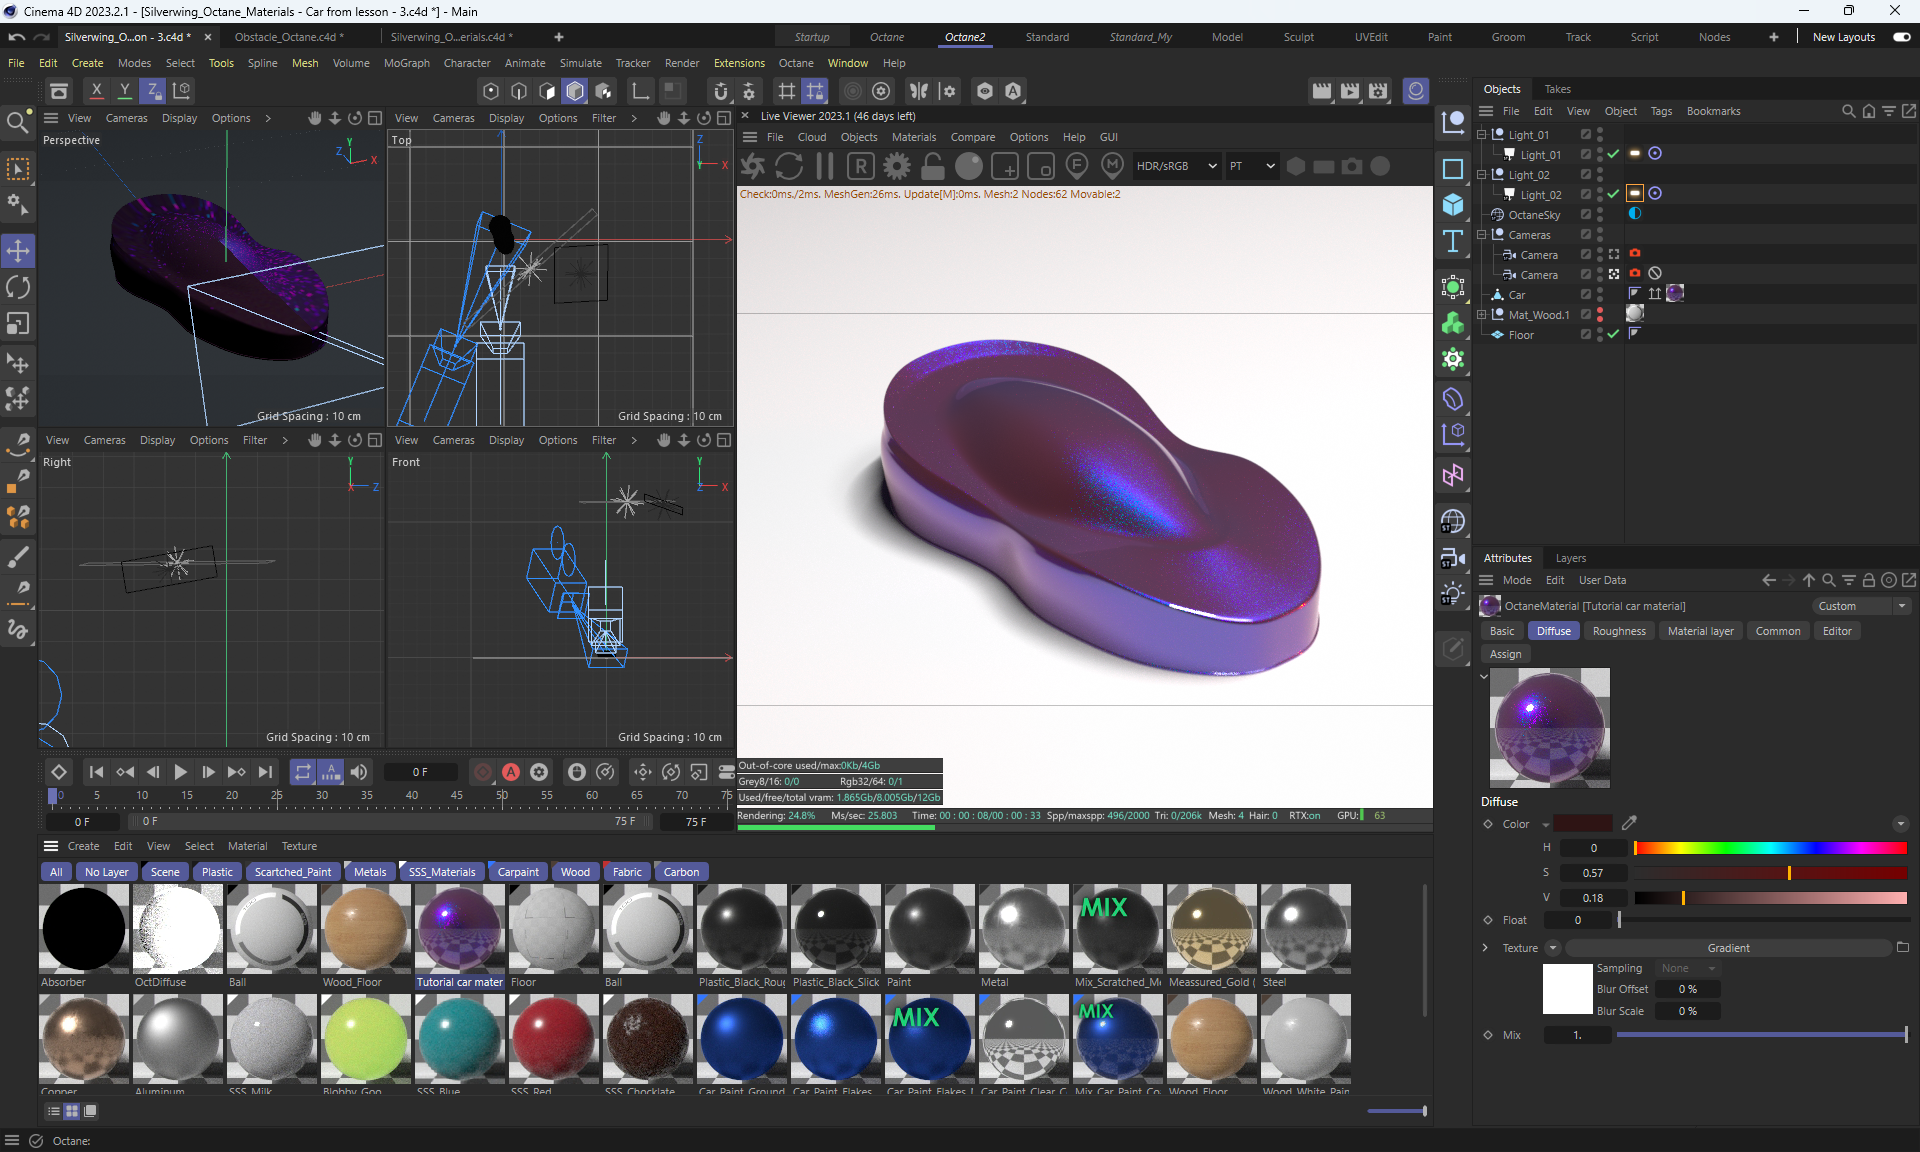 Cinema 4D 2023.2.1 - [Silverwing_Octane_Materials - Car from lesson - 3.c4d *] - Main
Silverwing_O...on - 3.c4d *
Obstacle_Octane.c4d *
Silverwing_O...erials.c4d *
Startup Octane Octane2 Standard Standard_My Model Sculpt UVEdit Paint Groom Track Script Nodes New Layouts
File Edit Create Modes Select Tools Spline Mesh Volume MoGraph Character Animate Simulate Tracker Render Extensions Octane Window Help
X Y Z
Objects Takes
File Edit View Object Tags Bookmarks
Light_01
Light_01
Light_02
Light_02
OctaneSky
Cameras
Camera
Camera
Car
Mat_Wood.1
Floor
View Cameras Display Options
Perspective
Y
Z X
Grid Spacing : 10 cm
View Cameras Display Options Filter
Top
Z
Y X
Grid Spacing : 10 cm
View Cameras Display Options Filter
Right
Y
X Z
Grid Spacing : 10 cm
View Cameras Display Options Filter
Front
Y
Z X
Grid Spacing : 10 cm
Live Viewer 2023.1 (46 days left)
File Cloud Objects Materials Compare Options Help GUI
R F M HDR/sRGB PT
Check:0ms./2ms. MeshGen:26ms. Update[M]:0ms. Mesh:2 Nodes:62 Movable:2
Out-of-core used/max:0Kb/4Gb
Grey8/16: 0/0 Rgb32/64: 0/1
Used/free/total vram: 1.865Gb/8.005Gb/12Gb
Rendering: 24.8% Ms/sec: 25.803 Time: 00 : 00 : 08/00 : 00 : 33 Spp/maxspp: 496/2000 Tri: 0/206k Mesh: 4 Hair: 0 RTX:on GPU: 63
0 F
0 5 10 15 20 25 30 35 40 45 50 55 60 65 70 75
0 F 0 F 75 F 75 F
Create Edit View Select Material Texture
All No Layer Scene Plastic Scartched_Paint Metals SSS_Materials Carpaint Wood Fabric Carbon
MIX
Absorber OctDiffuse Ball Wood_Floor Tutorial car mater Floor Ball Plastic_Black_Roug Plastic_Black_Slick Paint Metal Mix_Scratched_Me Meassured_Gold ( Steel
MIX MIX
Copper Aluminum SSS_Milk Blobby_Goo SSS_Blue SSS_Red SSS_Chocklate Car_Paint_Ground Car_Paint_Flakes Car_Paint_Flakes_I Car_Paint_Clear_C Mix_Car_Paint_Co Wood_Floor Wood_White_Pain
Octane:
Attributes Layers
Mode Edit User Data
OctaneMaterial [Tutorial car material]
Custom
Basic Diffuse Roughness Material layer Common Editor
Assign
Diffuse
Color
H 0
S 0.57
V 0.18
Float 0
Texture Gradient
Sampling None
Blur Offset 0 %
Blur Scale 0 %
Mix 1.
ST
ST
ST